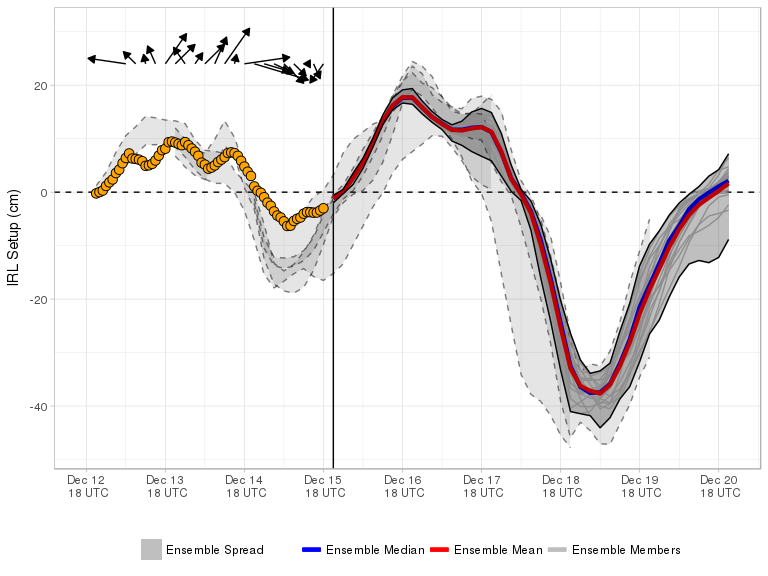 IRL Setup (cm)
20
0
-20
-40
Dec 12 Dec 13 Dec 14 Dec 15 Dec 16 Dec 17 Dec 18 Dec 19 Dec 20
18 UTC 18 UTC 18 UTC 18 UTC 18 UTC 18 UTC 18 UTC 18 UTC 18 UTC
Ensemble Spread Ensemble Median Ensemble Mean Ensemble Members